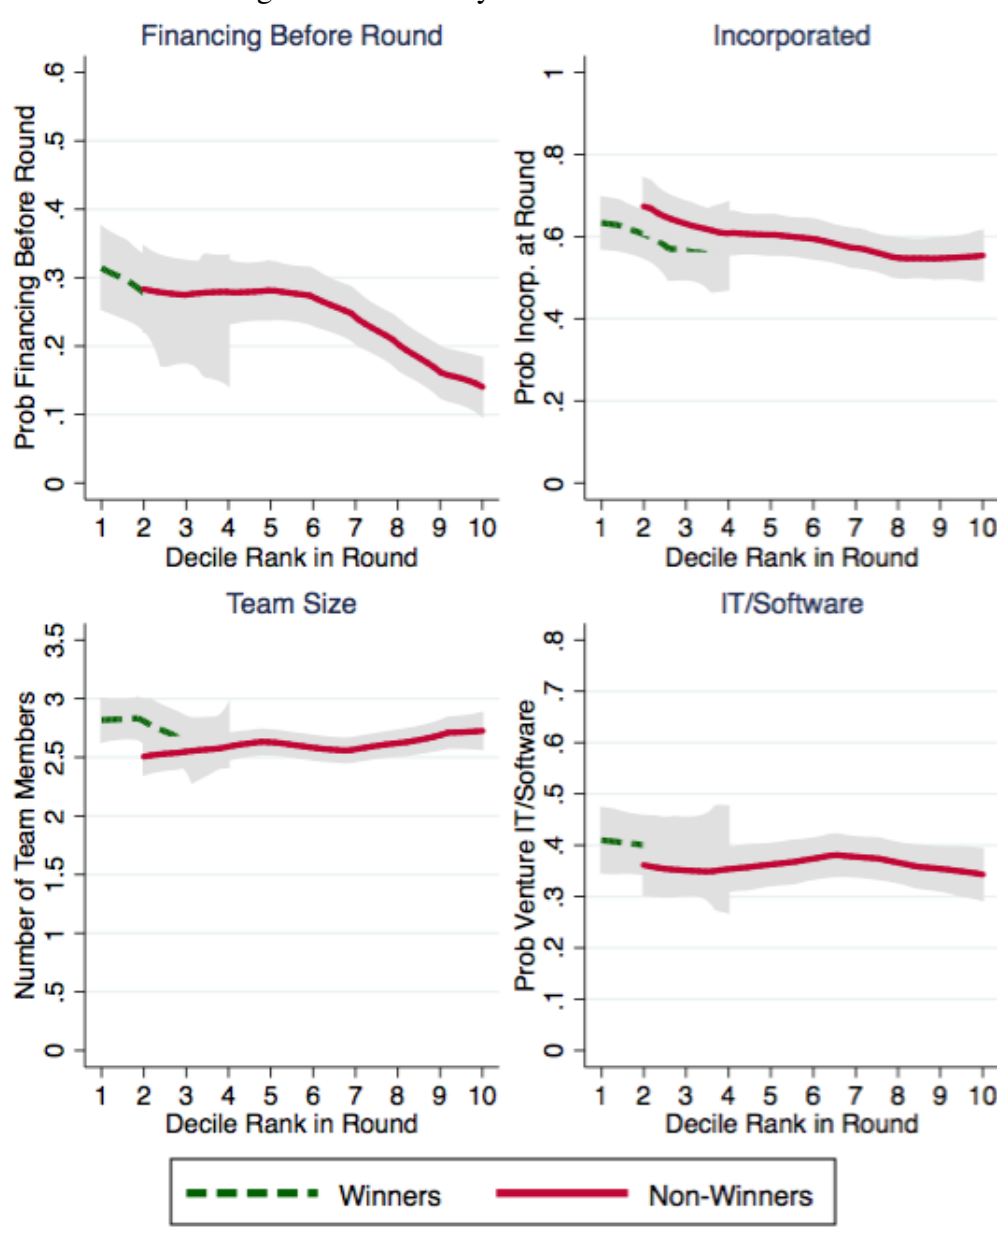 Financing Before Round
Prob Financing Before Round
.6
.5
.4
.3
.2
.1
0
1 2 3 4 5 6 7 8 9 10
Decile Rank in Round
Incorporated
Prob Incorp. at Round
1
.8
.6
.4
.2
0
1 2 3 4 5 6 7 8 9 10
Decile Rank in Round
Team Size
Number of Team Members
3.5
3
2.5
2
1.5
1
.5
0
1 2 3 4 5 6 7 8 9 10
Decile Rank in Round
IT/Software
Prob Venture IT/Software
.8
.7
.6
.5
.4
.3
.2
.1
0
1 2 3 4 5 6 7 8 9 10
Decile Rank in Round
Winners
Non-Winners